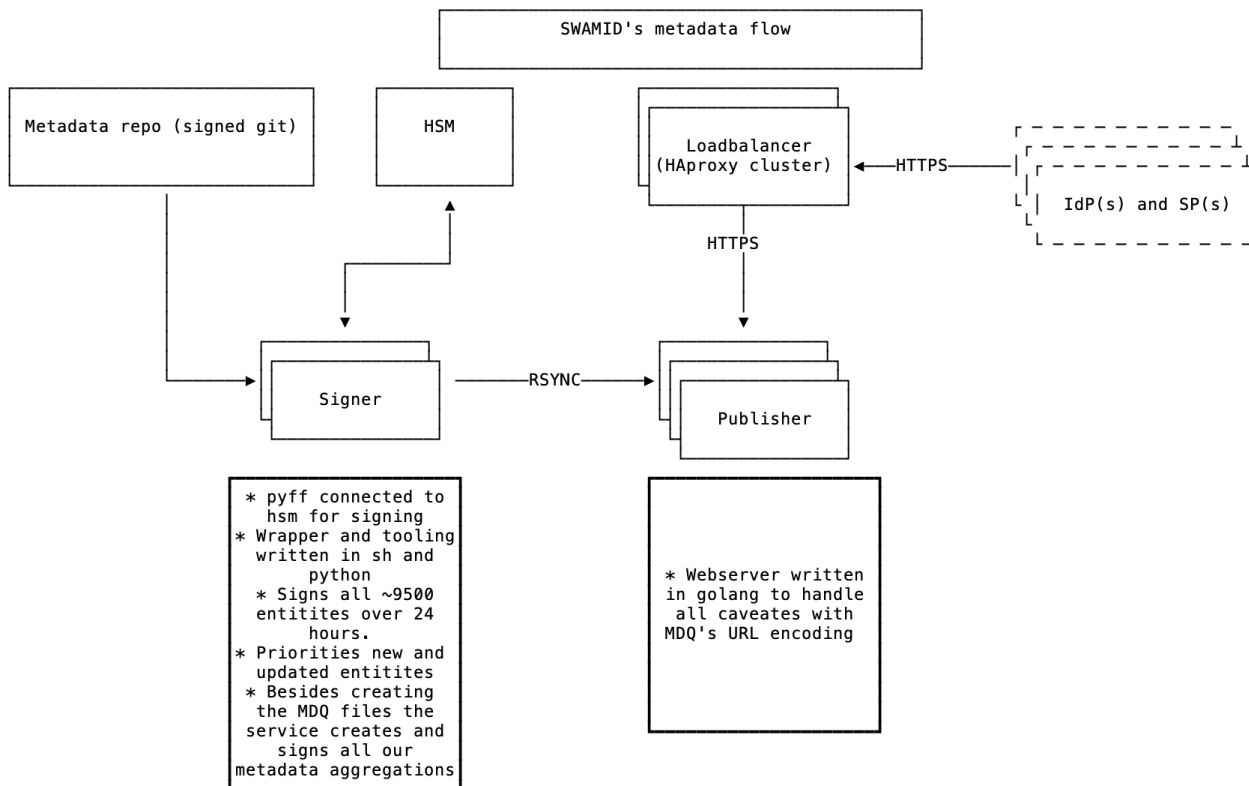 SWAMID's metadata flow
Metadata repo (signed git)
HSM
Loadbalancer
(HAproxy cluster)
HTTPS
IdP(s) and SP(s)
HTTPS
Signer
RSYNC
Publisher
* pyff connected to
hsm for signing
* Wrapper and tooling
written in sh and
python
* Signs all ~9500
entitites over 24
hours.
* Priorities new and
updated entitites
* Besides creating
the MDQ files the
service creates and
signs all our
metadata aggregations
* Webserver written
in golang to handle
all caveates with
MDQ's URL encoding